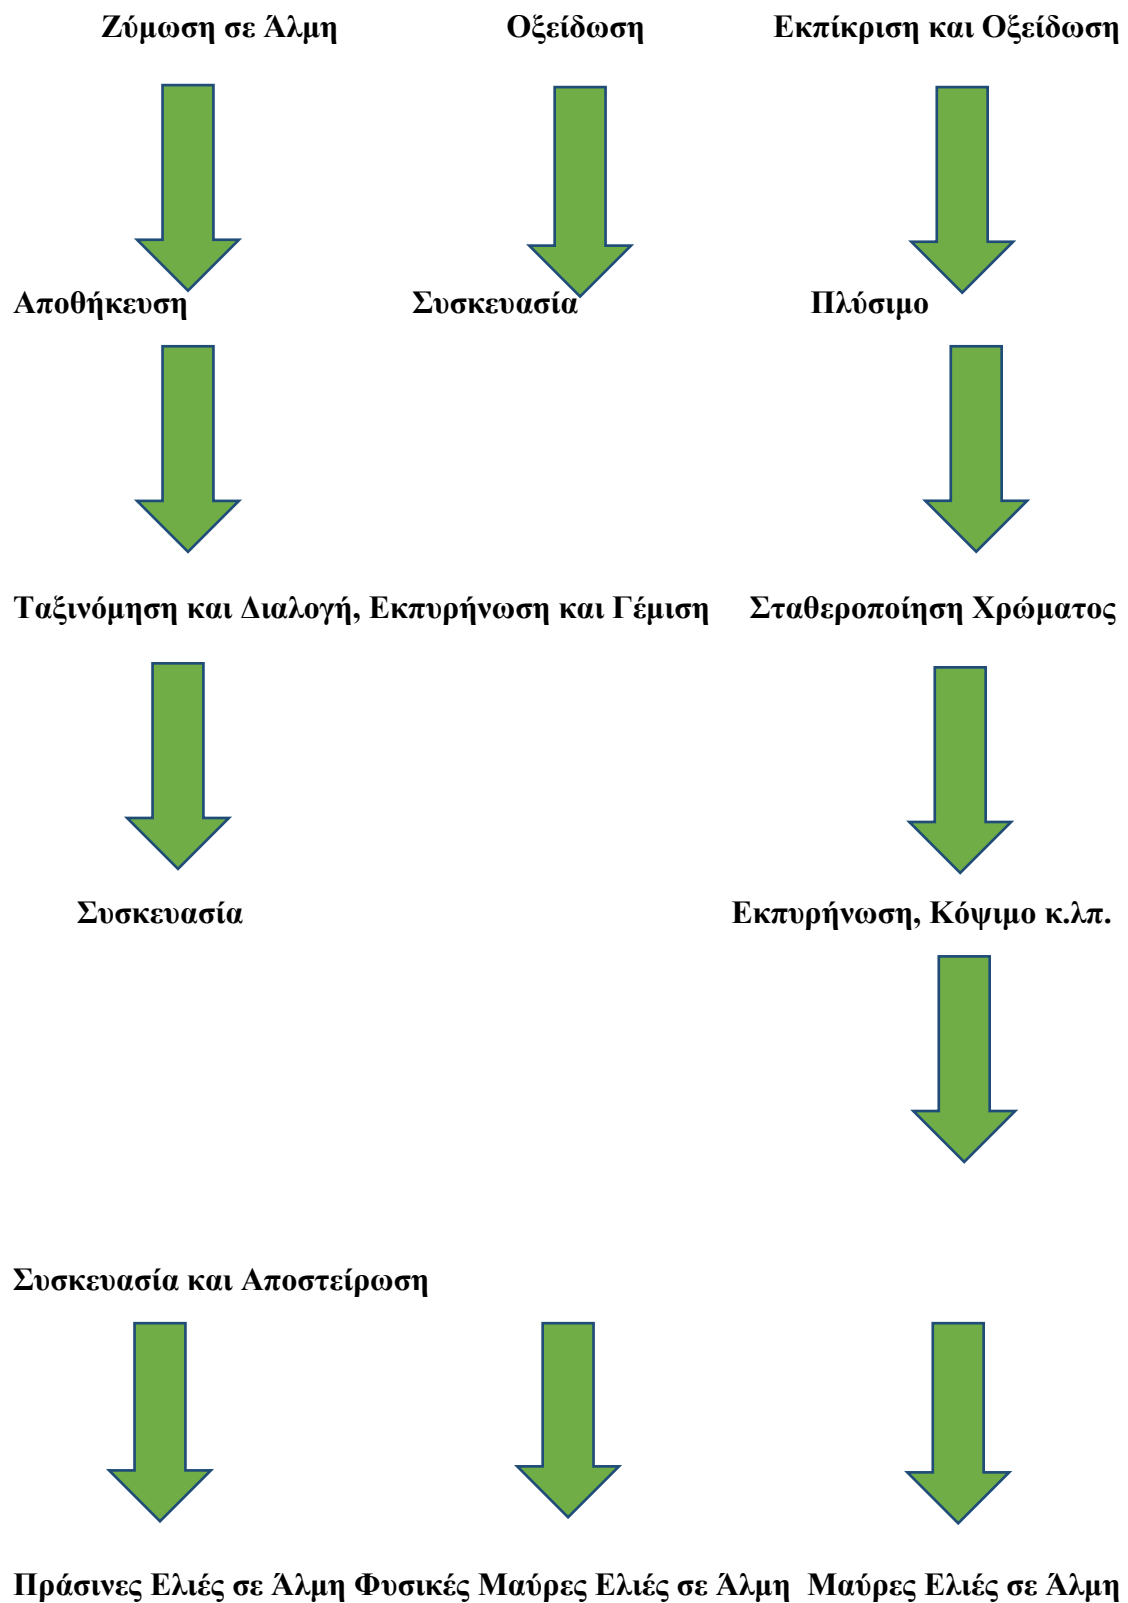 Ζύμωση σε Άλμη Οξείδωση Εκπίκριση και Οξείδωση
Αποθήκευση Συσκευασία Πλύσιμο
Ταξινόμηση και Διαλογή, Εκπυρήνωση και Γέμιση Σταθεροποίηση Χρώματος
Συσκευασία Εκπυρήνωση, Κόψιμο κ.λπ.
Συσκευασία και Αποστείρωση
Πράσινες Ελιές σε Άλμη Φυσικές Μαύρες Ελιές σε Άλμη Μαύρες Ελιές σε Άλμη